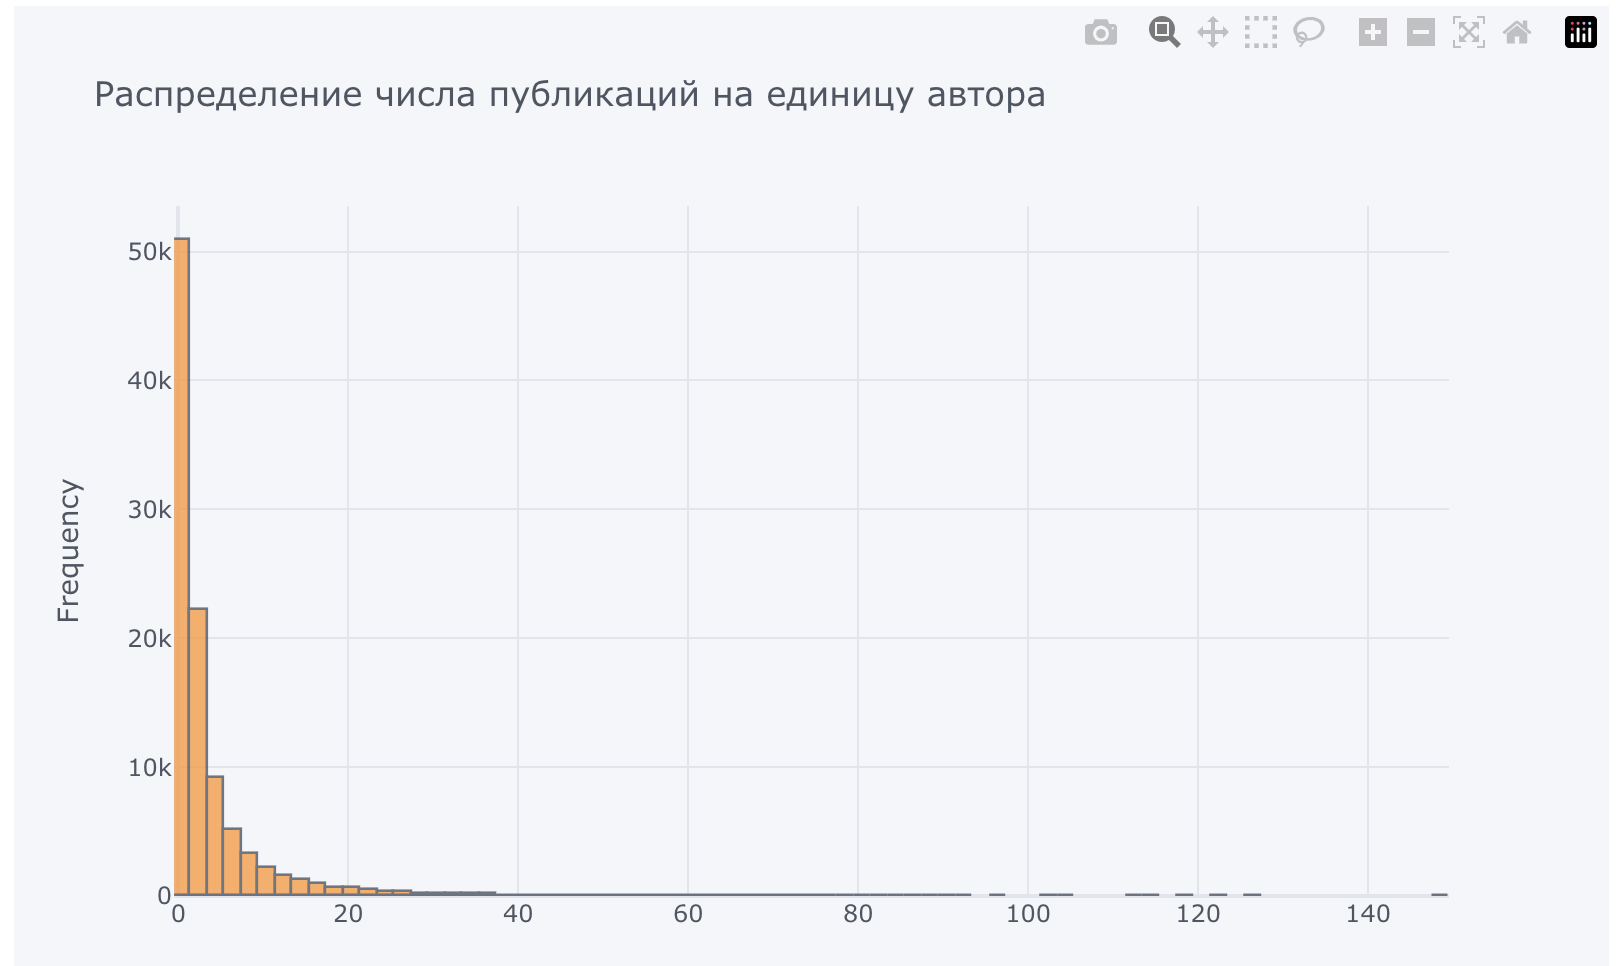 Распределение числа публикаций на единицу автора
Frequency
50k
40k
30k
20k
10k
0
0 20 40 60 80 100 120 140